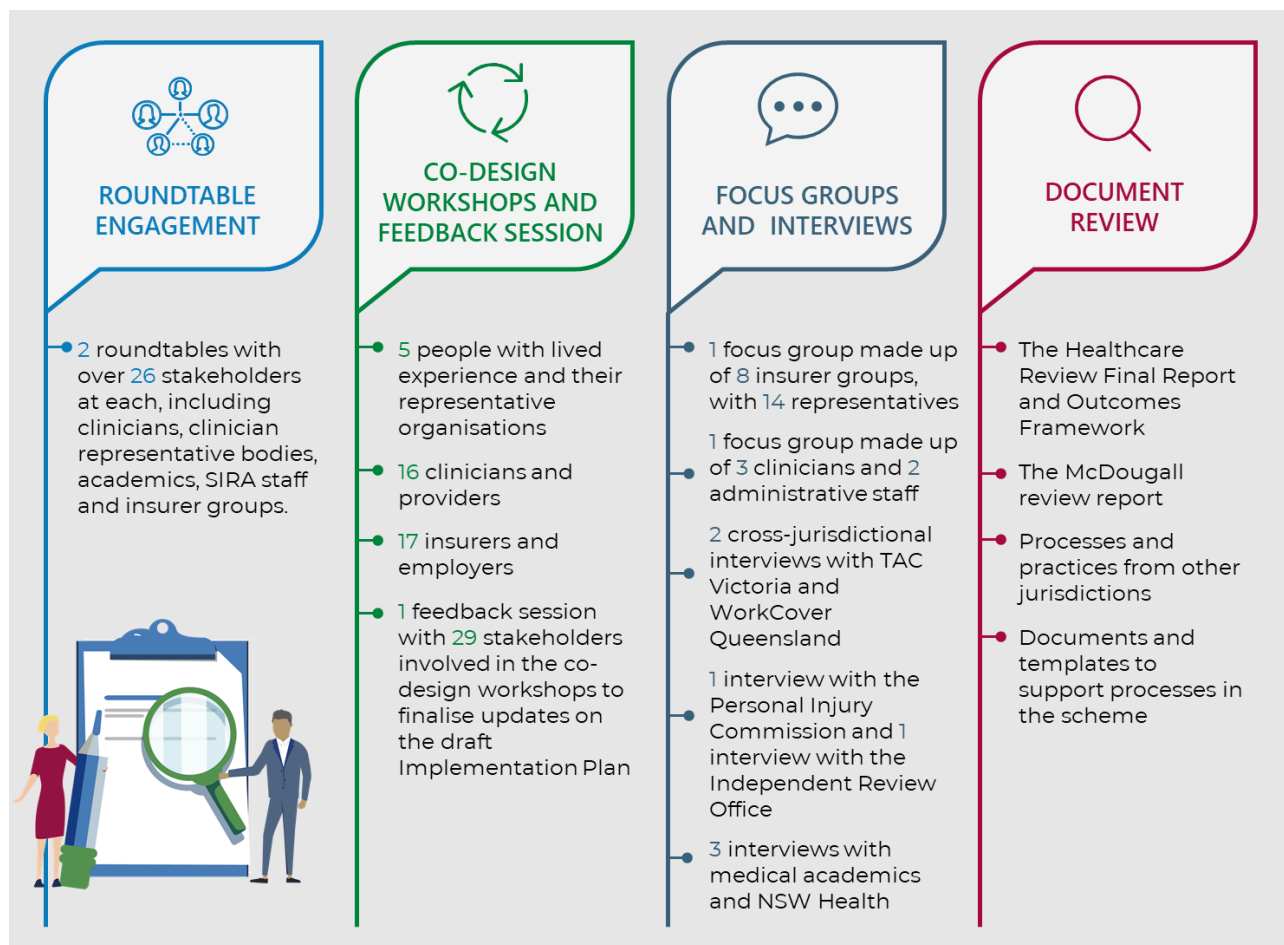 ROUNDTABLE
ENGAGEMENT
2 roundtables with
over 26 stakeholders
at each, including
clinicians, clinician
representative bodies,
academics, SIRA staff
and insurer groups.
CO-DESIGN
WORKSHOPS AND
FEEDBACK SESSION
5 people with lived
experience and their
representative
organisations
16 clinicians and
providers
17 insurers and
employers
1 feedback session
with 29 stakeholders
involved in the co-
design workshops to
finalise updates on
the draft
Implementation Plan
FOCUS GROUPS
AND INTERVIEWS
1 focus group made up
of 8 insurer groups,
with 14 representatives
1 focus group made up
of 3 clinicians and 2
administrative staff
2 cross-jurisdictional
interviews with TAC
Victoria and
WorkCover
Queensland
1 interview with the
Personal Injury
Commission and 1
interview with the
Independent Review
Office
3 interviews with
medical academics
and NSW Health
DOCUMENT
REVIEW
The Healthcare
Review Final Report
and Outcomes
Framework
The McDougall
review report
Processes and
practices from other
jurisdictions
Documents and
templates to
support processes in
the scheme